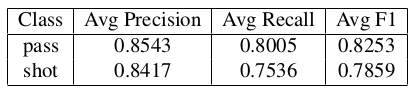 Class Avg Precision Avg Recall Avg F1
pass 0.8543 0.8005 0.8253
shot 0.8417 0.7536 0.7859